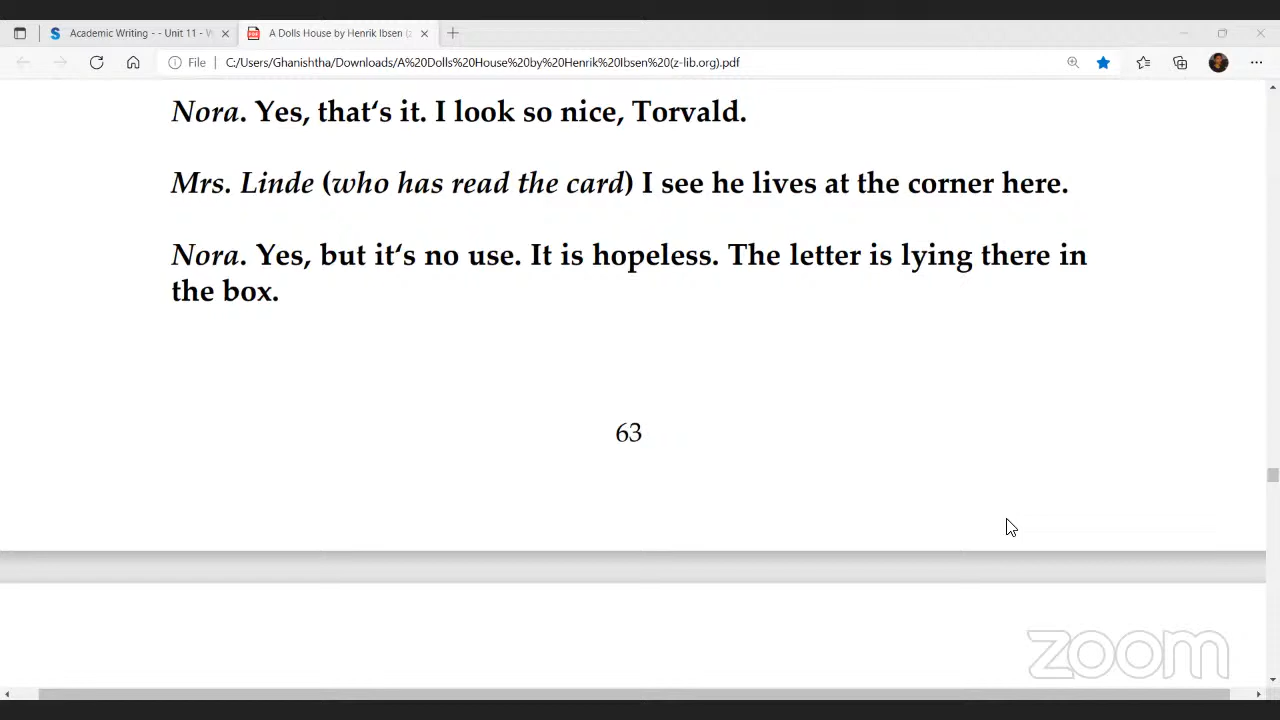 Academic Writing - - Unit 11 - W
A Dolls House by Henrik Ibsen (z
File
C:/Users/Ghanishtha/Downloads/A%20Dolls%20House%20by%20Henrik%20Ibsen%20(z-lib.org).pdf
Nora. Yes, that‘s it. I look so nice, Torvald.
Mrs. Linde (who has read the card) I see he lives at the corner here.
Nora. Yes, but it‘s no use. It is hopeless. The letter is lying there in
the box.
63
zoom